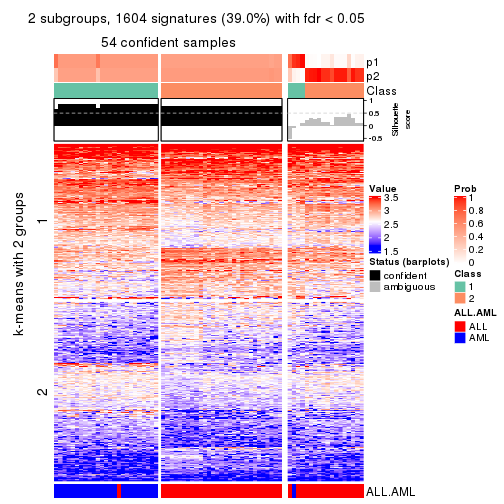 2 subgroups, 1604 signatures (39.0%) with fdr < 0.05
54 confident samples
p1
p2
Class
1
0.5
0
-0.5
Silhouette
score
k-means with 2 groups
1
2
Value
3.5
3
2.5
2
1.5
Status (barplots)
confident
ambiguous
Prob
1
0.8
0.6
0.4
0.2
0
Class
1
2
ALL.AML
ALL
AML
ALL.AML